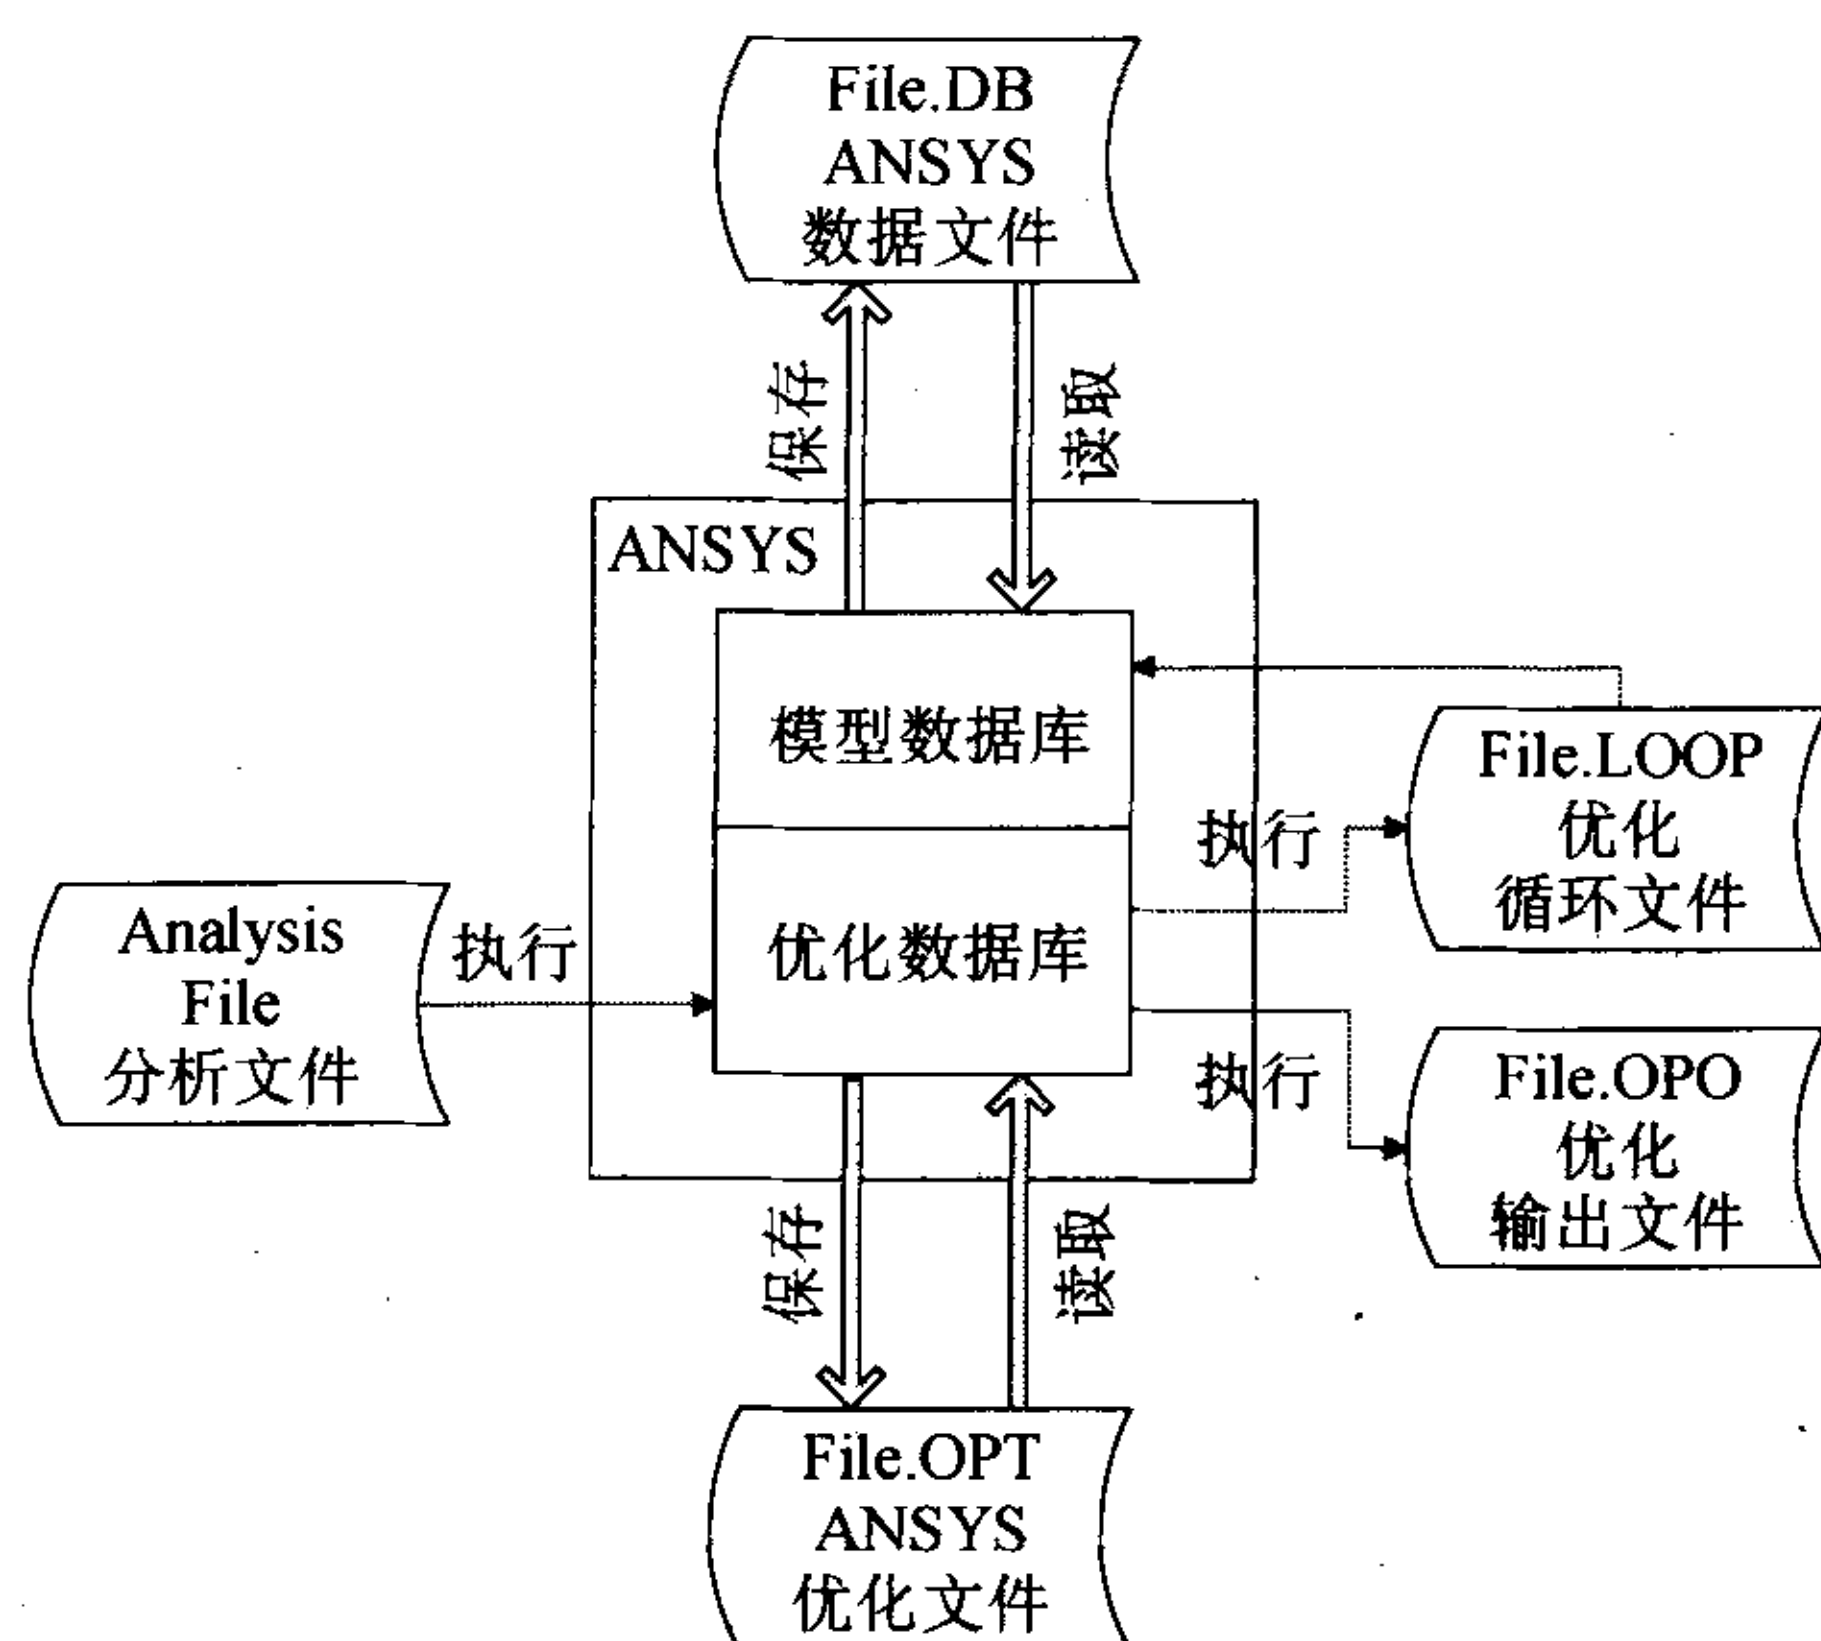 File.DB
ANSYS
数据文件
保存
读取
ANSYS
模型数据库
File.LOOP
优化
循环文件
执行
Analysis
File
分析文件
执行
优化数据库
执行
File.OPO
优化
输出文件
保存
读取
File.OPT
ANSYS
优化文件